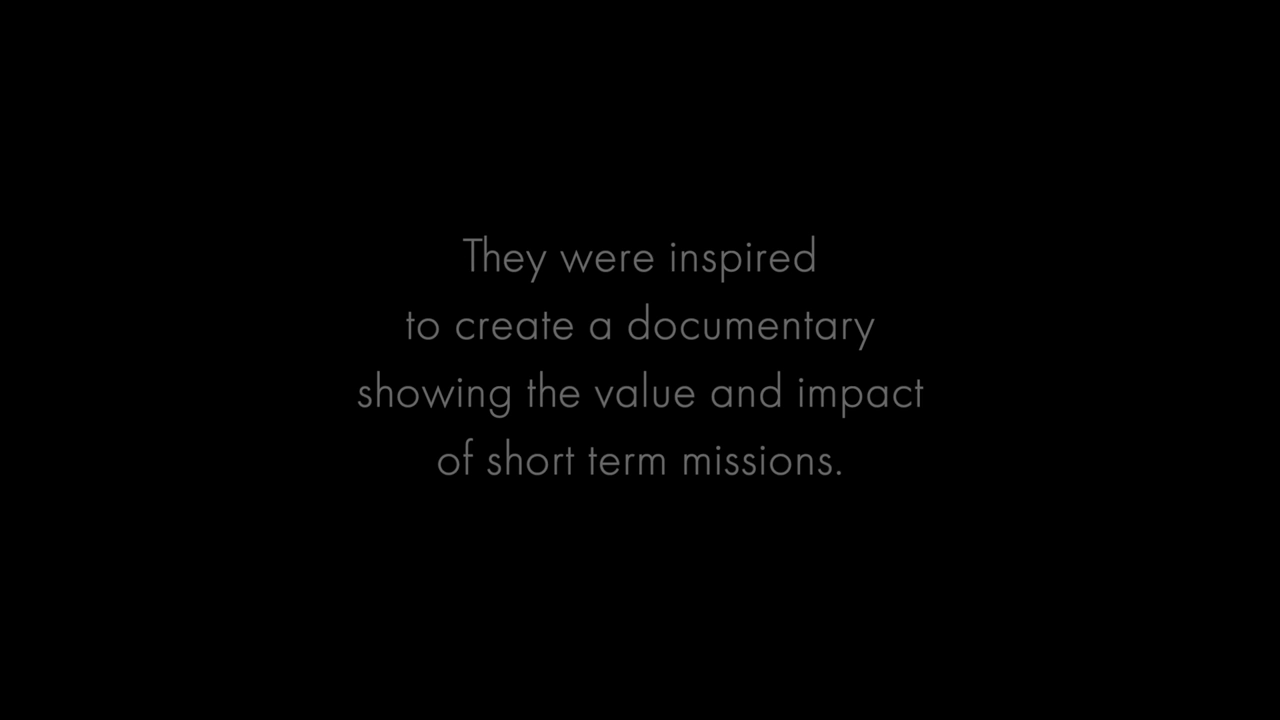 They were inspired
to create a documentary
showing the value and impact
of short term missions.